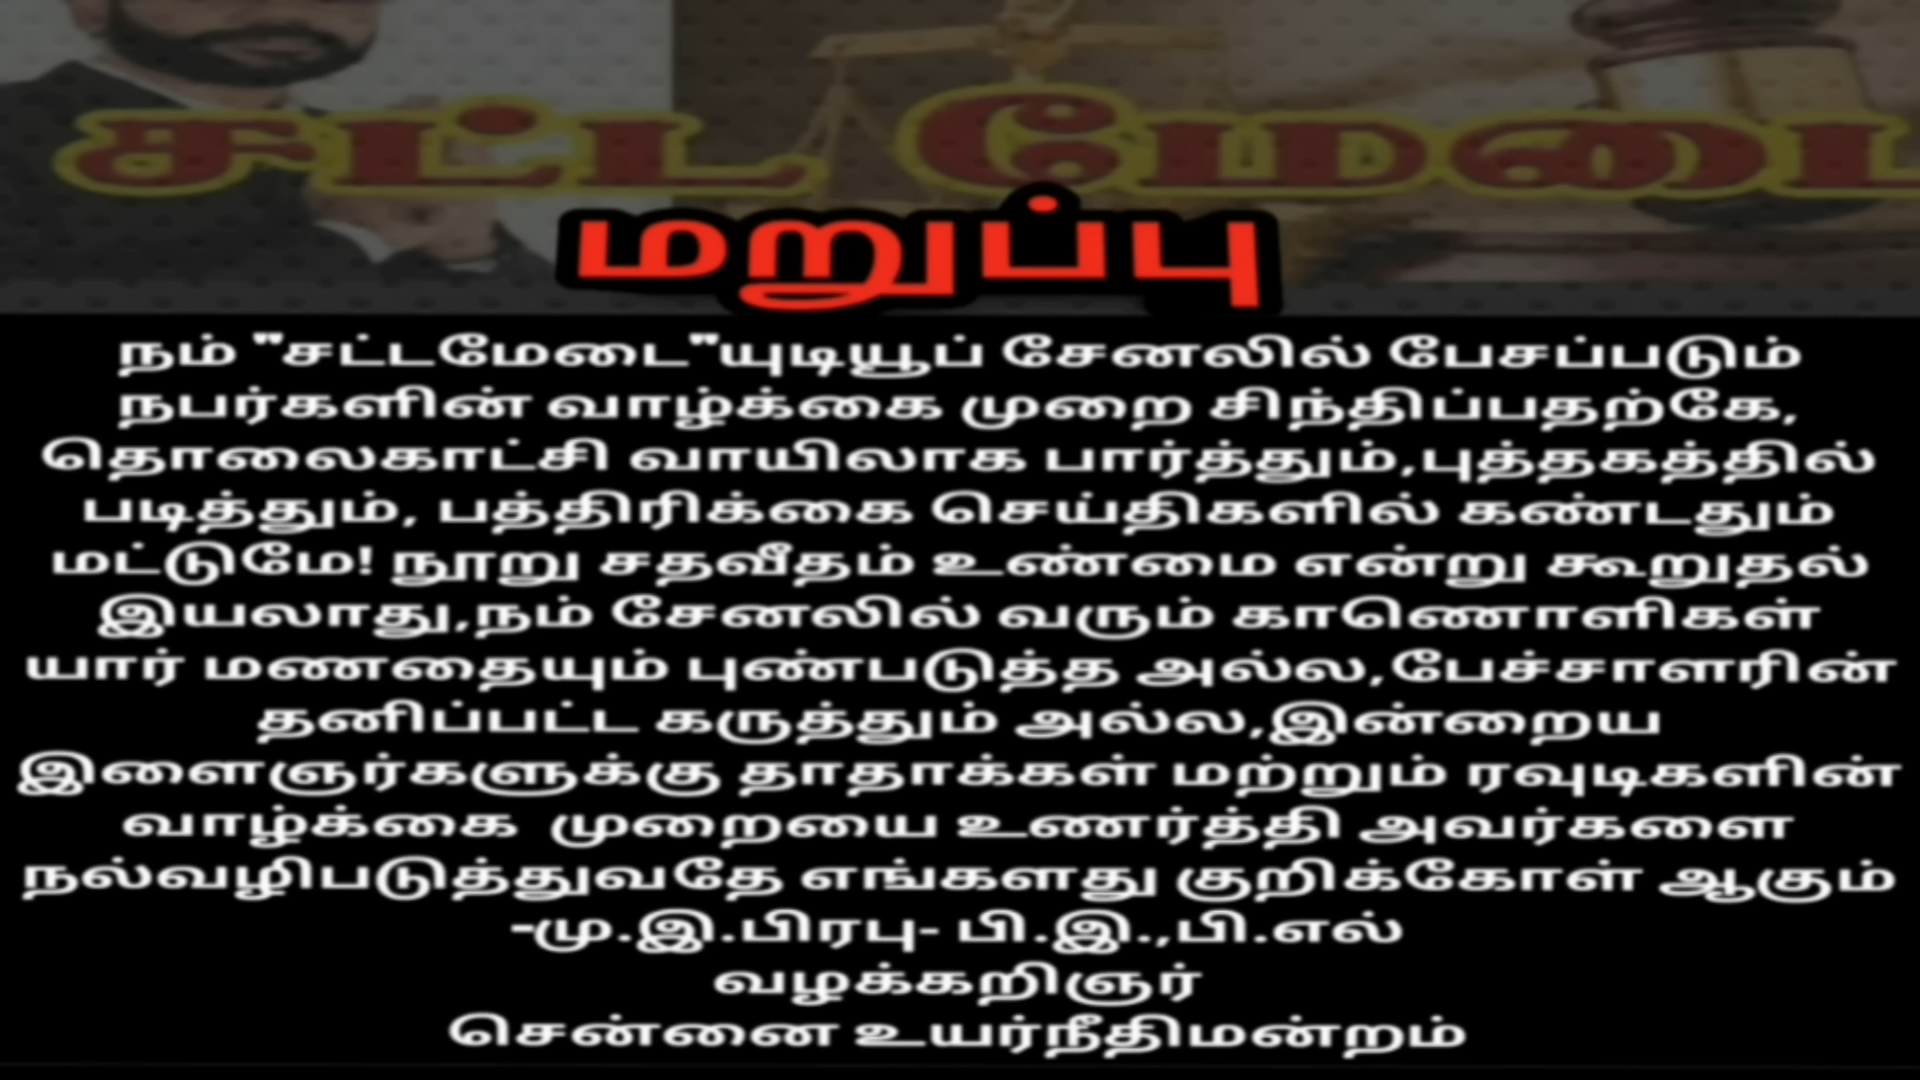 சட்ட மேடை
மறுப்பு
நம் "சட்டமேடை"யுடியூப் சேனலில் பேசப்படும்
நபர்களின் வாழ்க்கை முறை சிந்திப்பதற்கே,
தொலைகாட்சி வாயிலாக பார்த்தும்,புத்தகத்தில்
படித்தும், பத்திரிக்கை செய்திகளில் கண்டதும்
மட்டுமே! நூறு சதவீதம் உண்மை என்று கூறுதல்
இயலாது,நம் சேனலில் வரும் காணொளிகள்
யார் மணதையும் புண்படுத்த அல்ல,பேச்சாளரின்
தனிப்பட்ட கருத்தும் அல்ல,இன்றைய
இளைஞர்களுக்கு தாதாக்கள் மற்றும் ரவுடிகளின்
வாழ்க்கை முறையை உணர்த்தி அவர்களை
நல்வழிபடுத்துவதே எங்களது குறிக்கோள் ஆகும்
-மு.இ.பிரபு- பி.இ.,பி.எல்
வழக்கறிஞர்
சென்னை உயர்நீதிமன்றம்